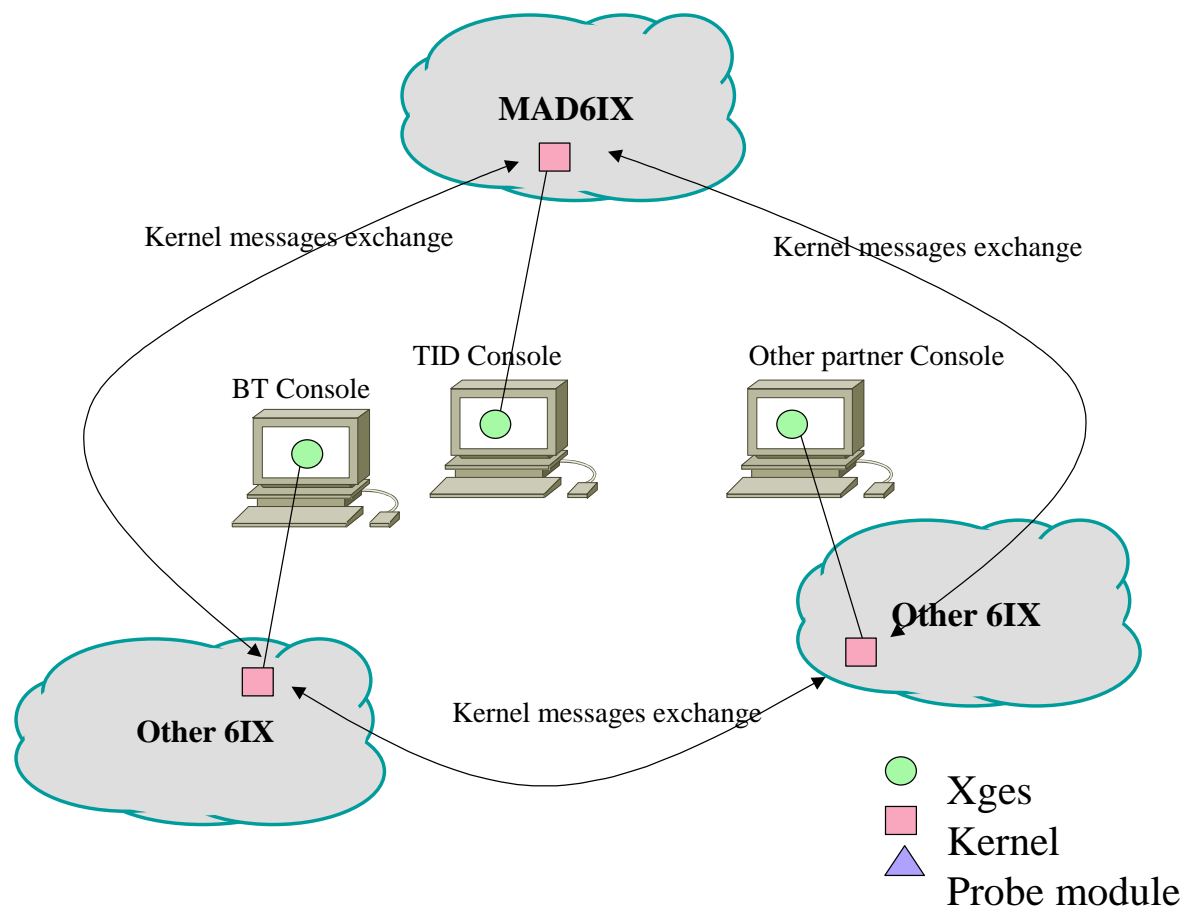 MAD6IX
Kernel messages exchange
Kernel messages exchange
TID Console
Other partner Console
BT Console
Other 6IX
Kernel messages exchange
Other 6IX
Xges
Kernel
Probe module